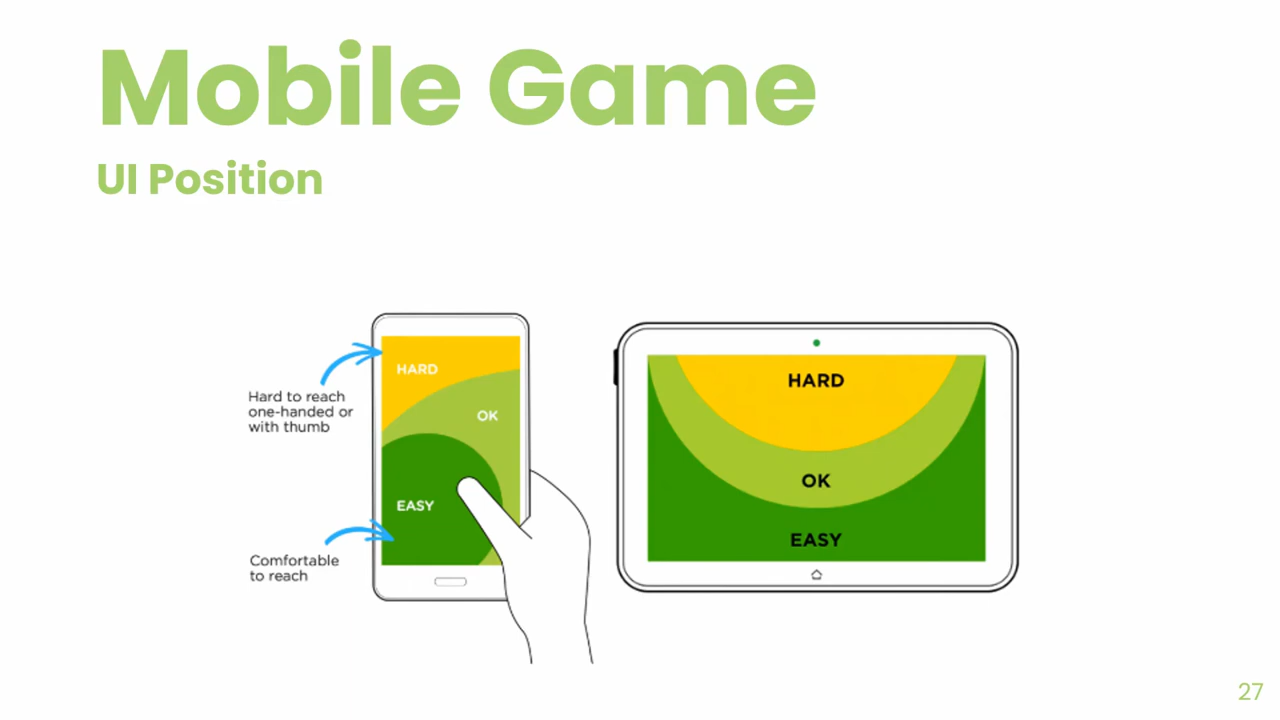 Mobile Game
UI Position
HARD
OK
EASY
Hard to reach
one-handed or
with thumb
Comfortable
to reach
HARD
OK
EASY
27